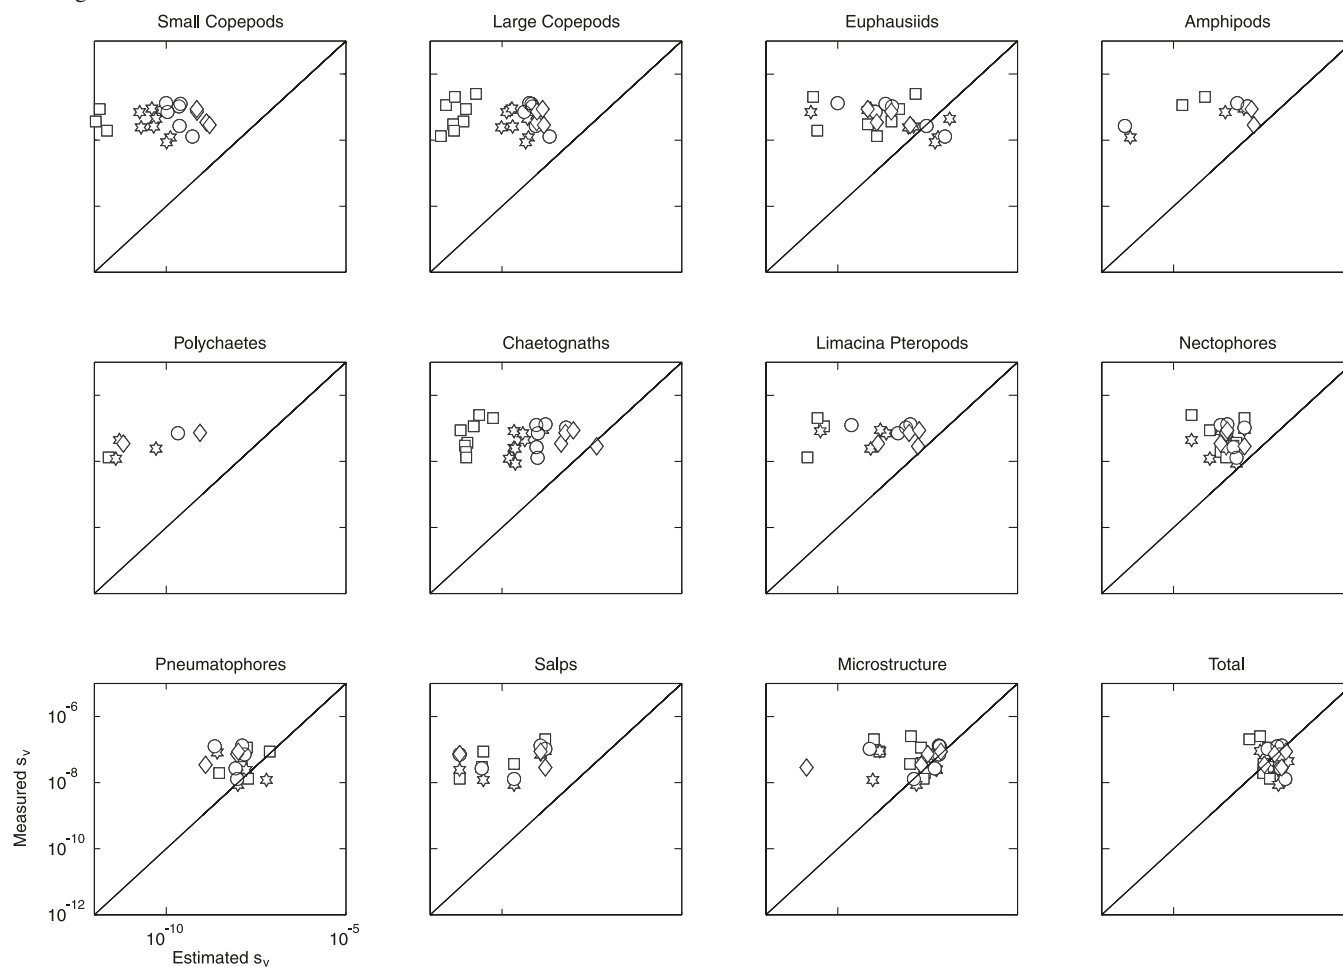 Small Copepods
Large Copepods
Euphausiids
Amphipods
Polychaetes
Chaetognaths
Limacina Pteropods
Nectophores
Pneumatophores
Salps
Microstructure
Total
Measured s_v
10^-6
10^-8
10^-10
10^-12
10^-10
10^-5
Estimated s_v